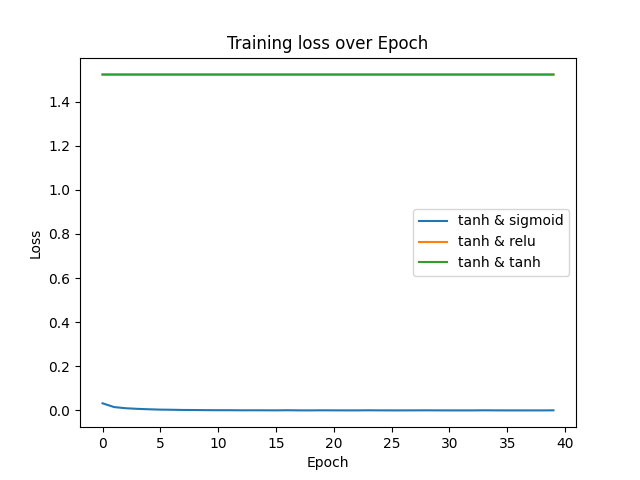 Training loss over Epoch
1.4
1.2
1.0
0.8
0.6
0.4
0.2
0.0
Loss
tanh & sigmoid
tanh & relu
tanh & tanh
0 5 10 15 20 25 30 35 40
Epoch